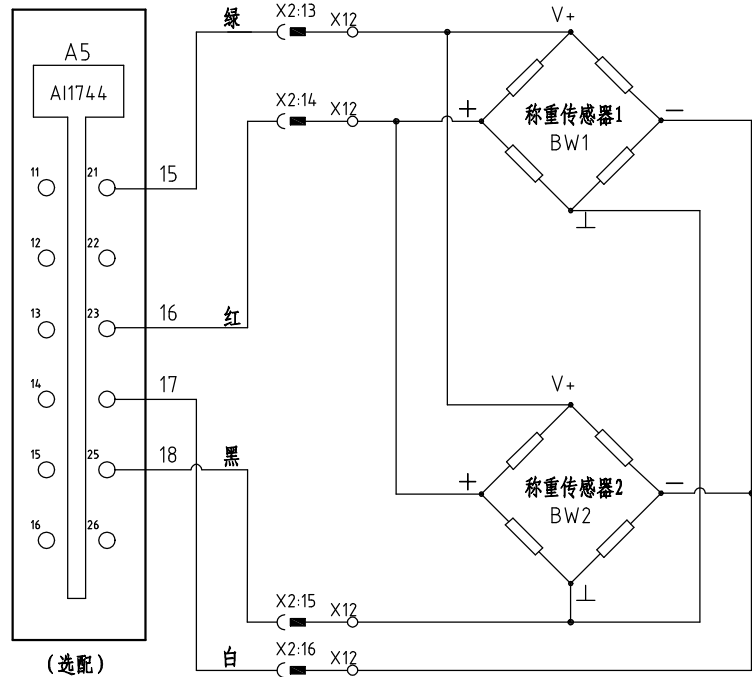 绿 X2:13 X12 V+
A5
AI1744
X2:14 X12 + 称重传感器1 —
BW1
11 21 15
⊥
12 22
13 23 16 红
14 17 V+
15 25 18 黑
+ 称重传感器2 —
BW2
16 26
X2:15 X12 ⊥
(选配) 白 X2:16 X12